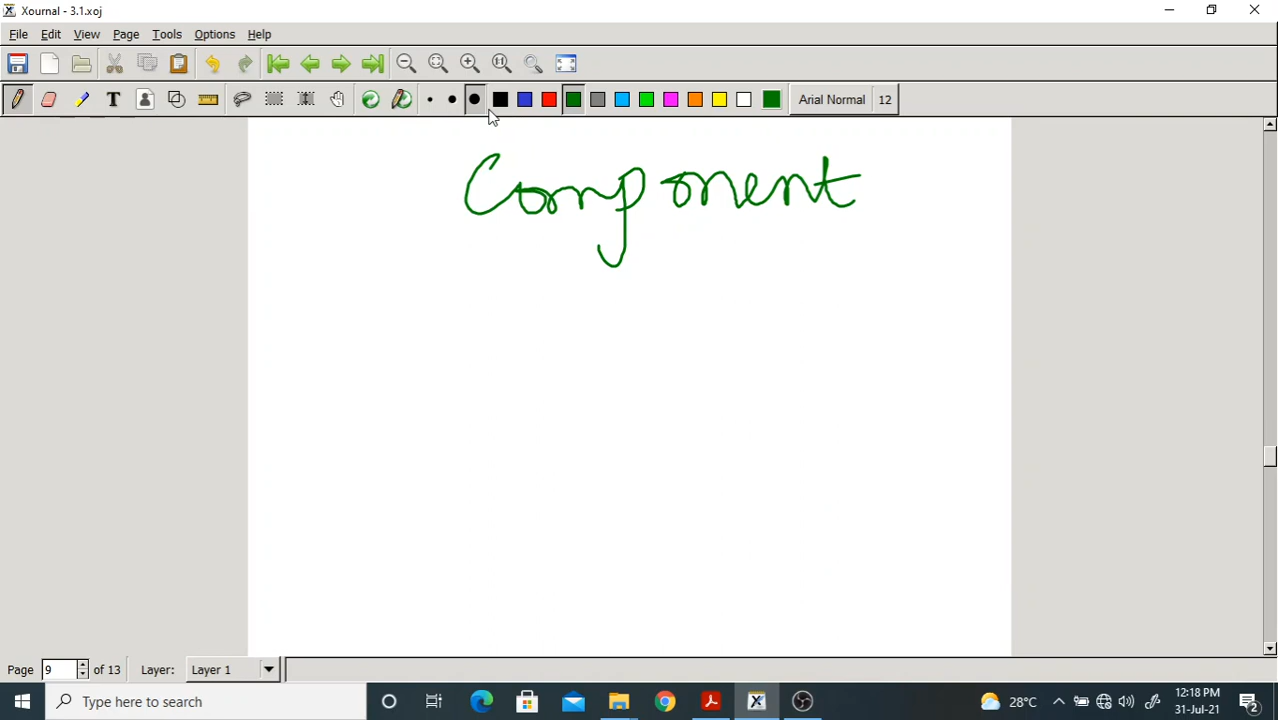 Xournal - 3.1.xoj
File Edit View Page Tools Options Help
T Arial Normal 12
Component
Page 9 of 13 Layer: Layer 1
Type here to search 28°C 12:18 PM
31-Jul-21 2